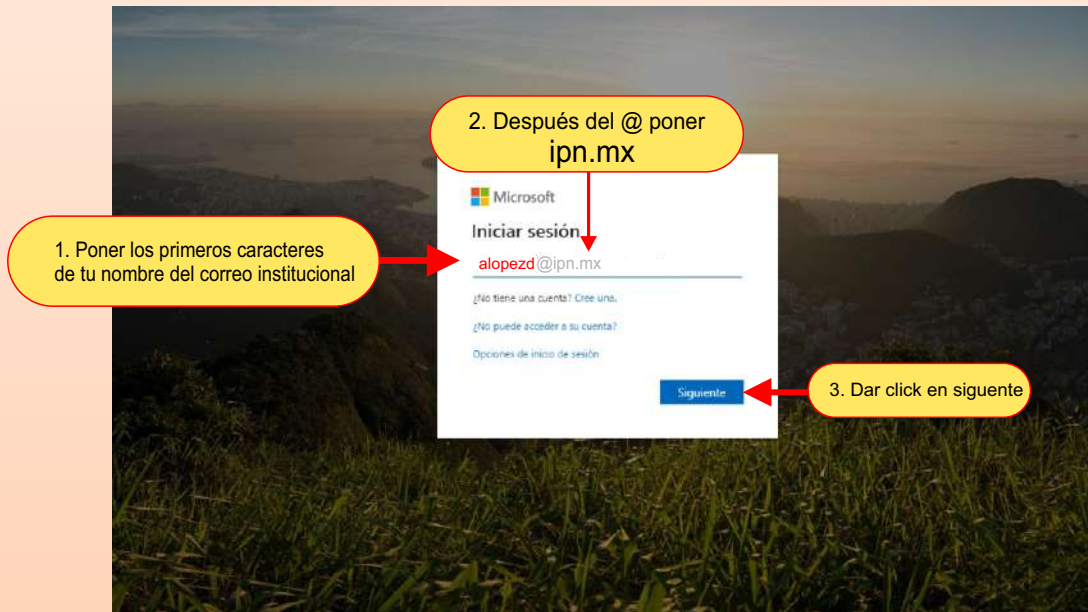 2. Después del @ poner
ipn.mx
Microsoft
Iniciar sesión
1. Poner los primeros caracteres
de tu nombre del correo institucional
alopezd@ipn.mx
¿No tiene una cuenta? Cree una.
¿No puede acceder a su cuenta?
Opciones de inicio de sesión
Siguiente
3. Dar click en siguente